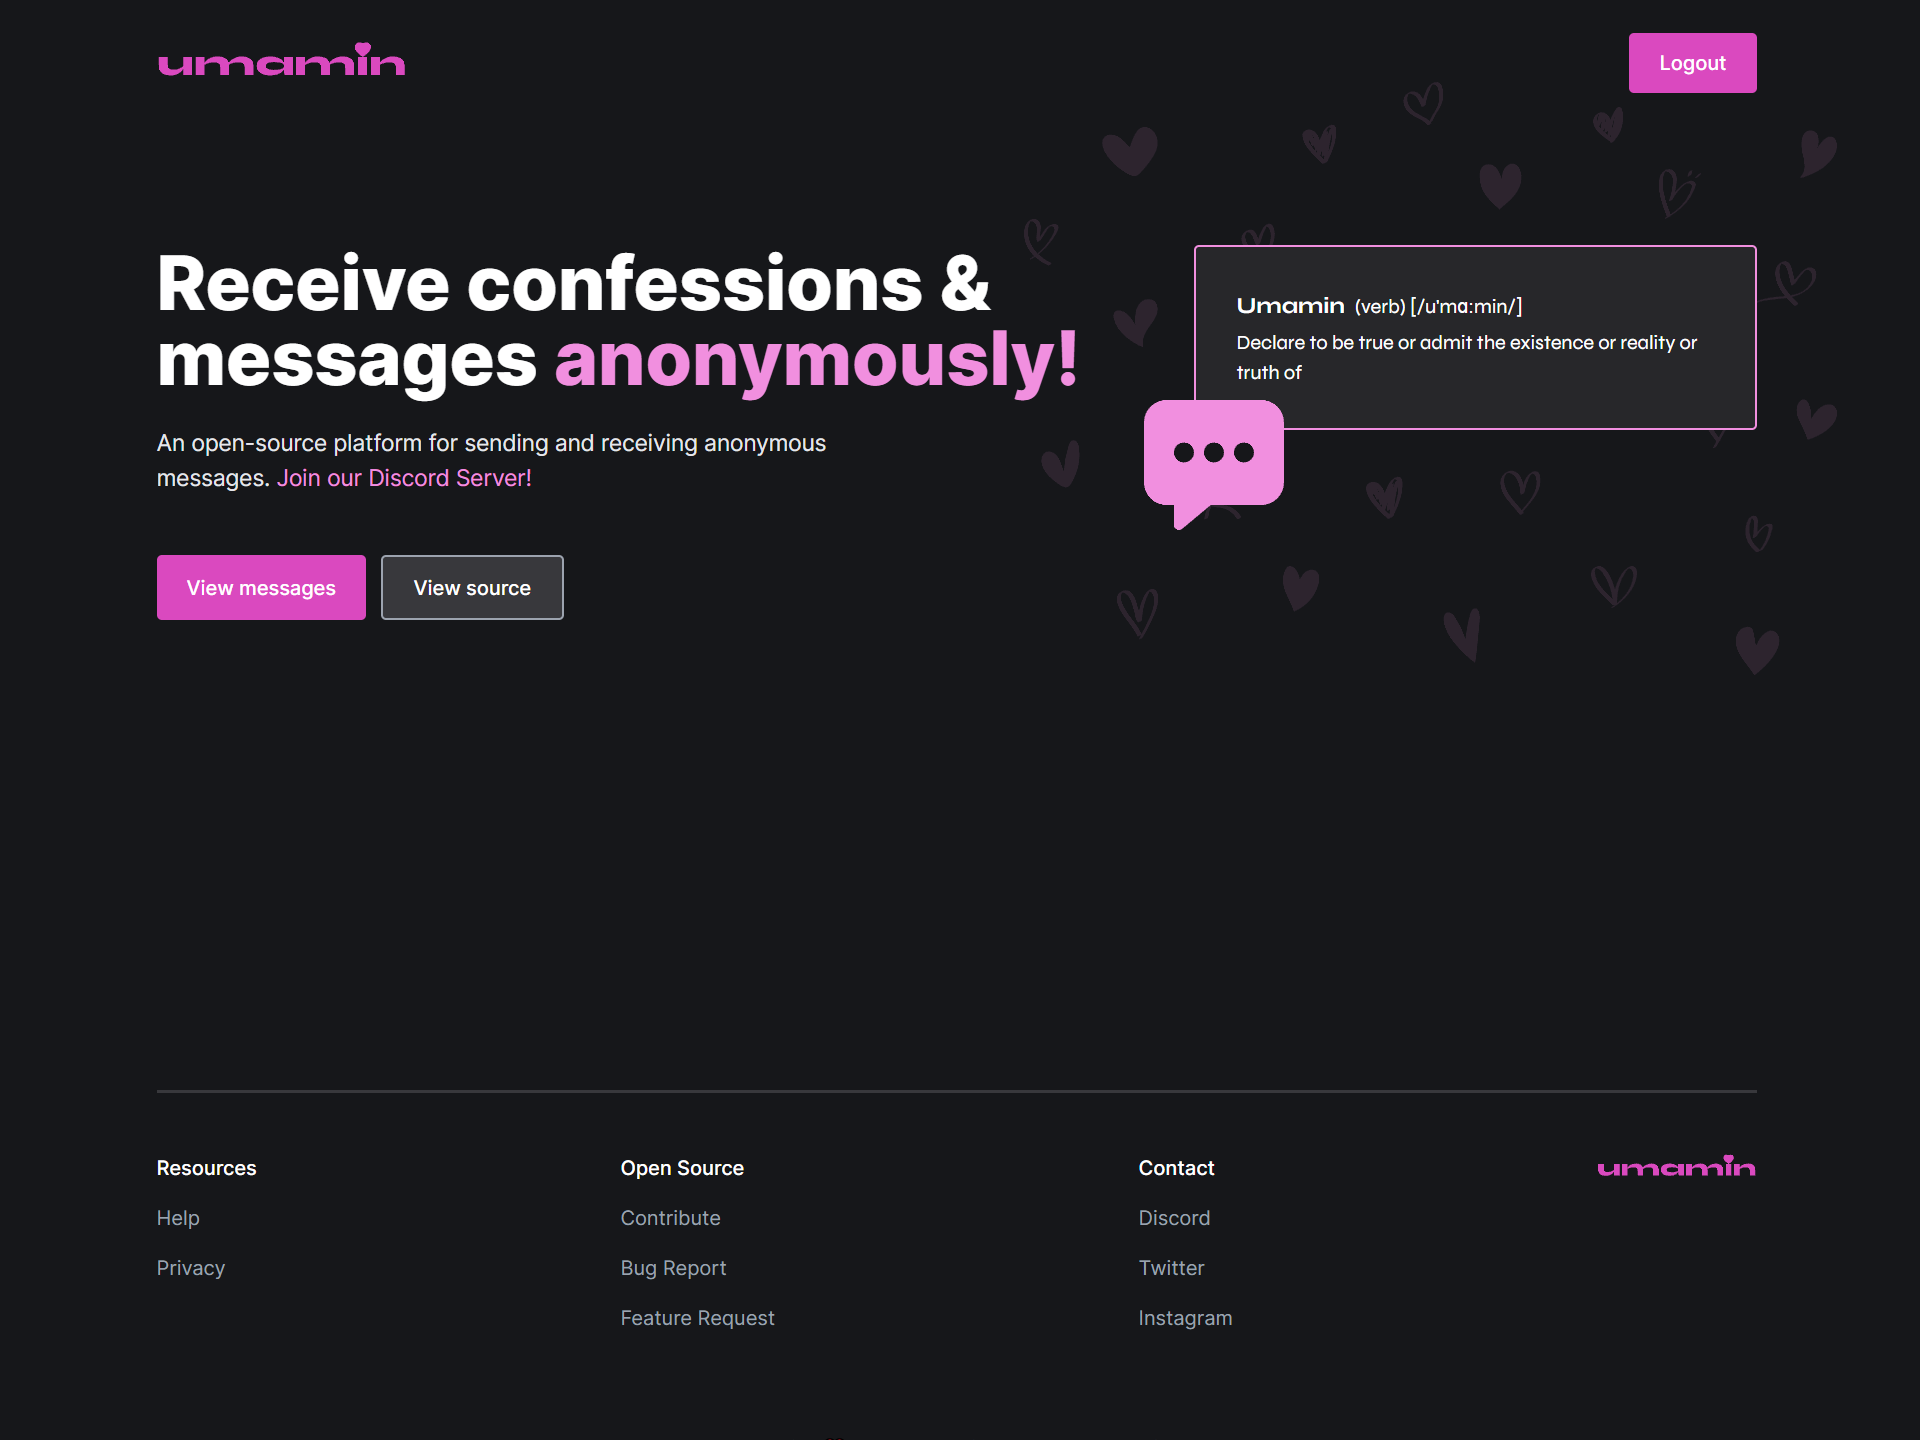 umamin
Logout
Receive confessions &
messages anonymously!
An open-source platform for sending and receiving anonymous
messages. Join our Discord Server!
View messages
View source
Umamin (verb) [/u'mɑ:min/]
Declare to be true or admit the existence or reality or
truth of
Resources
Help
Privacy
Open Source
Contribute
Bug Report
Feature Request
Contact
Discord
Twitter
Instagram
umamin